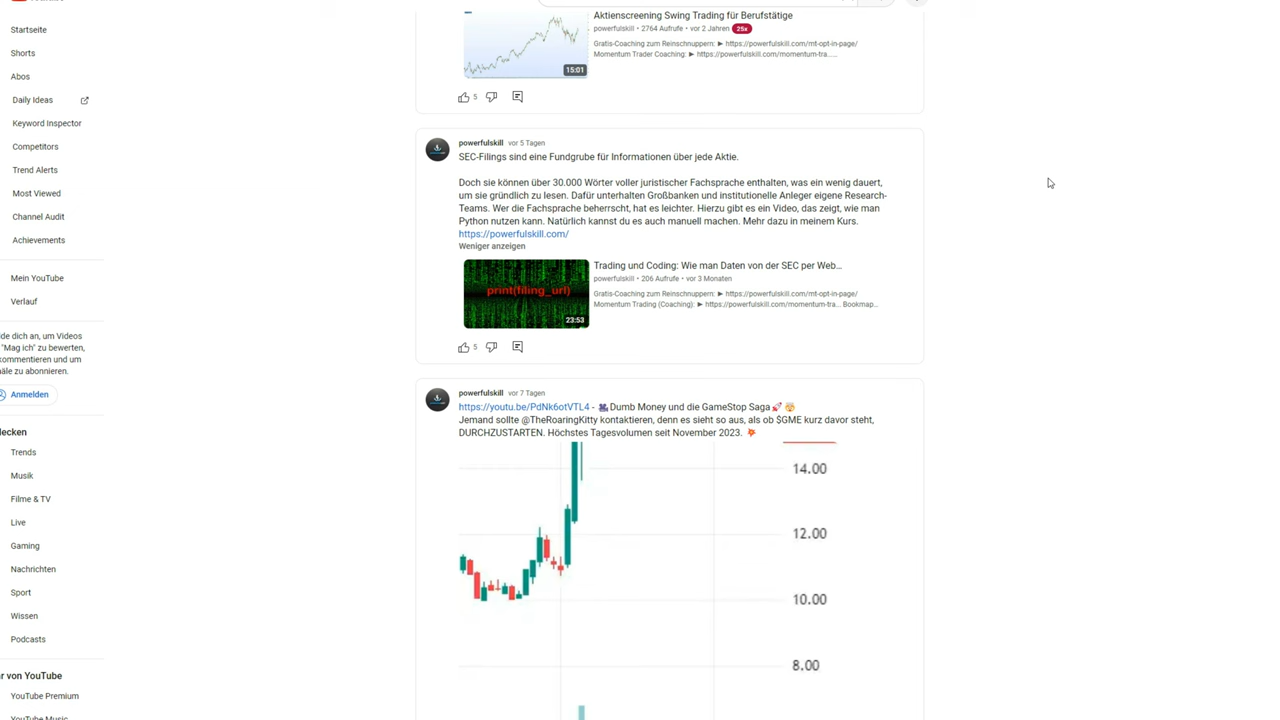 Startseite
Shorts
Abos
Daily Ideas
Keyword Inspector
Competitors
Trend Alerts
Most Viewed
Channel Audit
Achievements
Mein YouTube
Verlauf
lde dich an, um Videos
"Mag ich" zu bewerten,
kommentieren und um
äle zu abonnieren.
Anmelden
decken
Trends
Musik
Filme & TV
Live
Gaming
Nachrichten
Sport
Wissen
Podcasts
r von YouTube
YouTube Premium
YouTube Music
Aktienscreening Swing Trading für Berufstätige
powerfulskill • 2764 Aufrufe • vor 2 Jahren 25x
Gratis-Coaching zum Reinschnuppern: ► https://powerfulskill.com/mt-opt-in-page/
Momentum Trader Coaching: ► https://powerfulskill.com/momentum-tra......
15:01
5
powerfulskill vor 5 Tagen
SEC-Filings sind eine Fundgrube für Informationen über jede Aktie.
Doch sie können über 30.000 Wörter voller juristischer Fachsprache enthalten, was ein wenig dauert,
um sie gründlich zu lesen. Dafür unterhalten Großbanken und institutionelle Anleger eigene Research-
Teams. Wer die Fachsprache beherrscht, hat es leichter. Hierzu gibt es ein Video, das zeigt, wie man
Python nutzen kann. Natürlich kannst du es auch manuell machen. Mehr dazu in meinem Kurs.
https://powerfulskill.com/
Weniger anzeigen
print(filing_url)
23:53
Trading und Coding: Wie man Daten von der SEC per Web...
powerfulskill • 206 Aufrufe • vor 3 Monaten
Gratis-Coaching zum Reinschnuppern: ► https://powerfulskill.com/mt-opt-in-page/
Momentum Trading (Coaching): ► https://powerfulskill.com/momentum-tra... Bookmap...
5
powerfulskill vor 7 Tagen
https://youtu.be/PdNk6otVTL4 - 🎥Dumb Money und die GameStop Saga🚀🤯
Jemand sollte @TheRoaringKitty kontaktieren, denn es sieht so aus, als ob $GME kurz davor steht,
DURCHZUSTARTEN. Höchstes Tagesvolumen seit November 2023. 💥
14.00
12.00
10.00
8.00